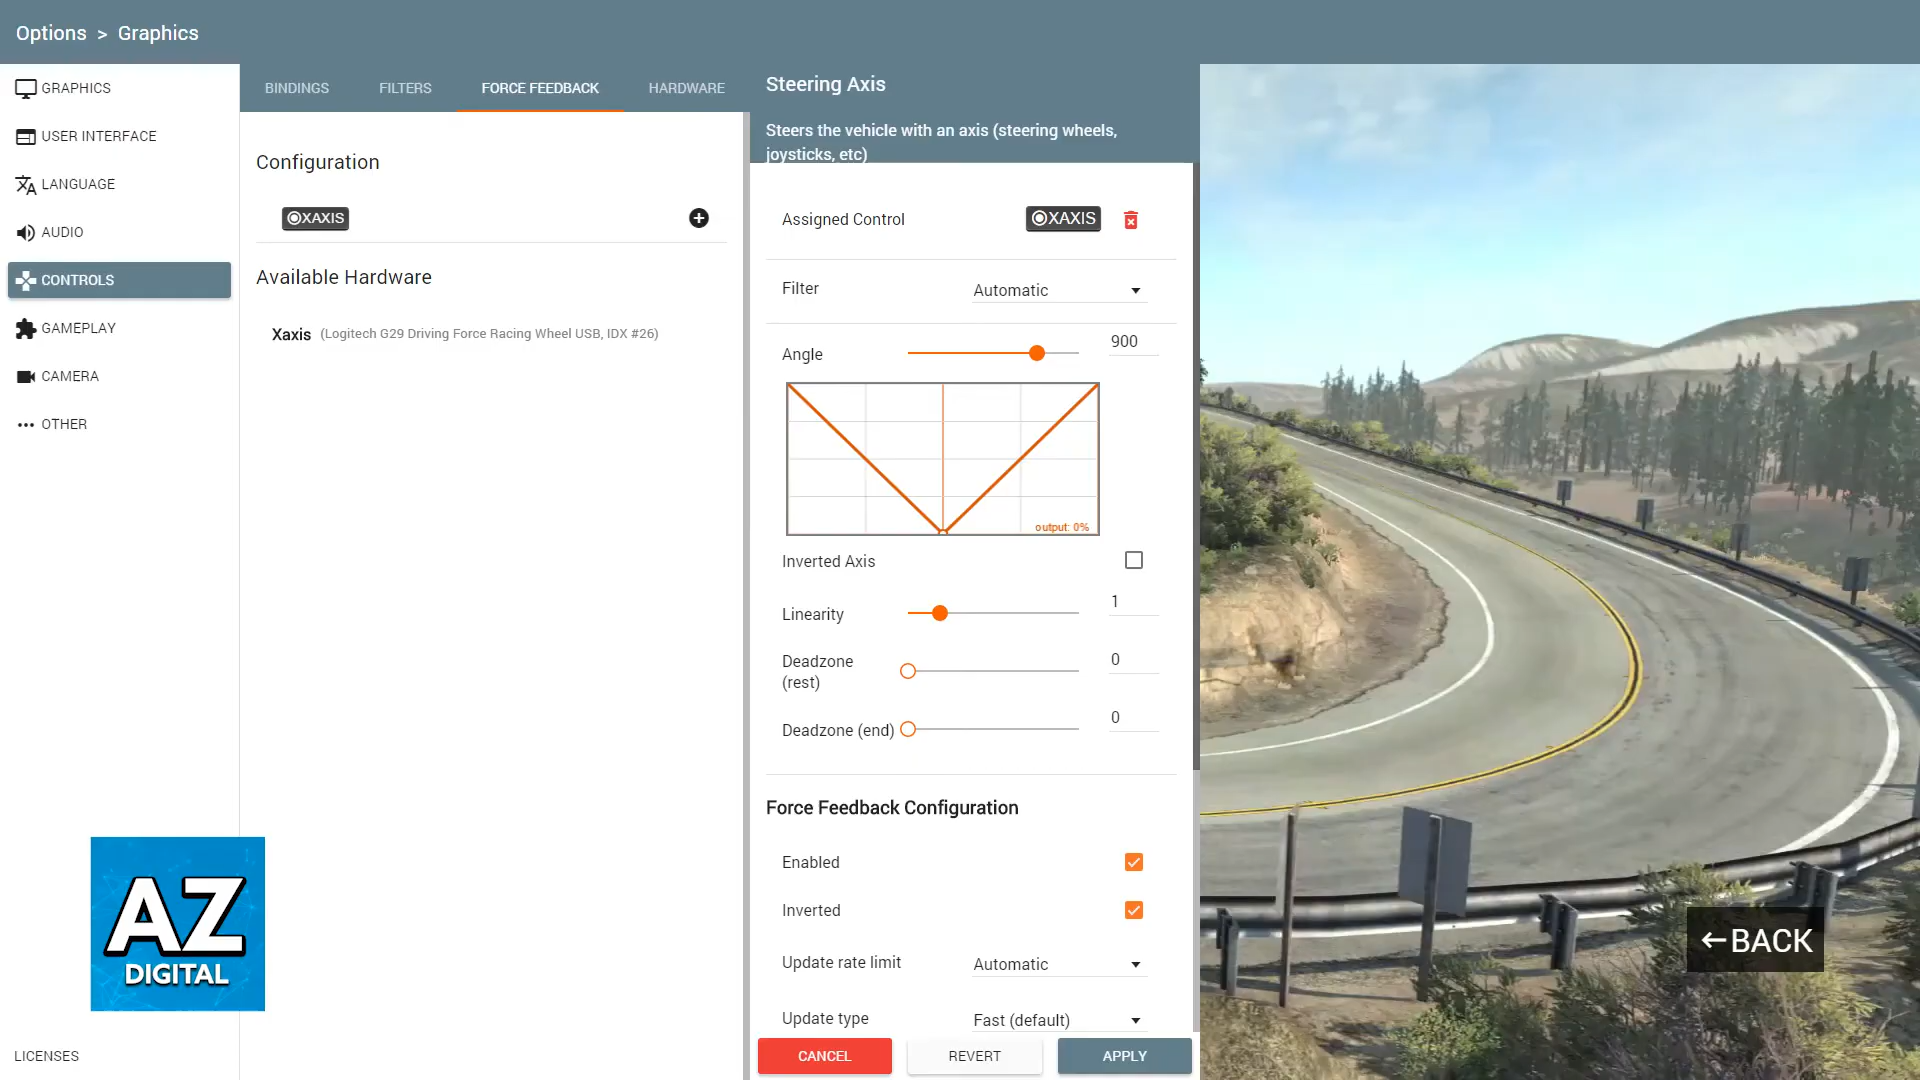 Options > Graphics
GRAPHICS
USER INTERFACE
LANGUAGE
AUDIO
CONTROLS
GAMEPLAY
CAMERA
OTHER
LICENSES
BINDINGS FILTERS FORCE FEEDBACK HARDWARE
Configuration
XAXIS
Available Hardware
Xaxis (Logitech G29 Driving Force Racing Wheel USB, IDX #26)
Steering Axis
Steers the vehicle with an axis (steering wheels,
joysticks, etc)
Assigned Control XAXIS
Filter Automatic
Angle 900
output: 0%
Inverted Axis
Linearity 1
Deadzone
(rest) 0
Deadzone (end) 0
Force Feedback Configuration
Enabled
Inverted
Update rate limit Automatic
Update type Fast (default)
CANCEL REVERT APPLY
←BACK
AZ
DIGITAL